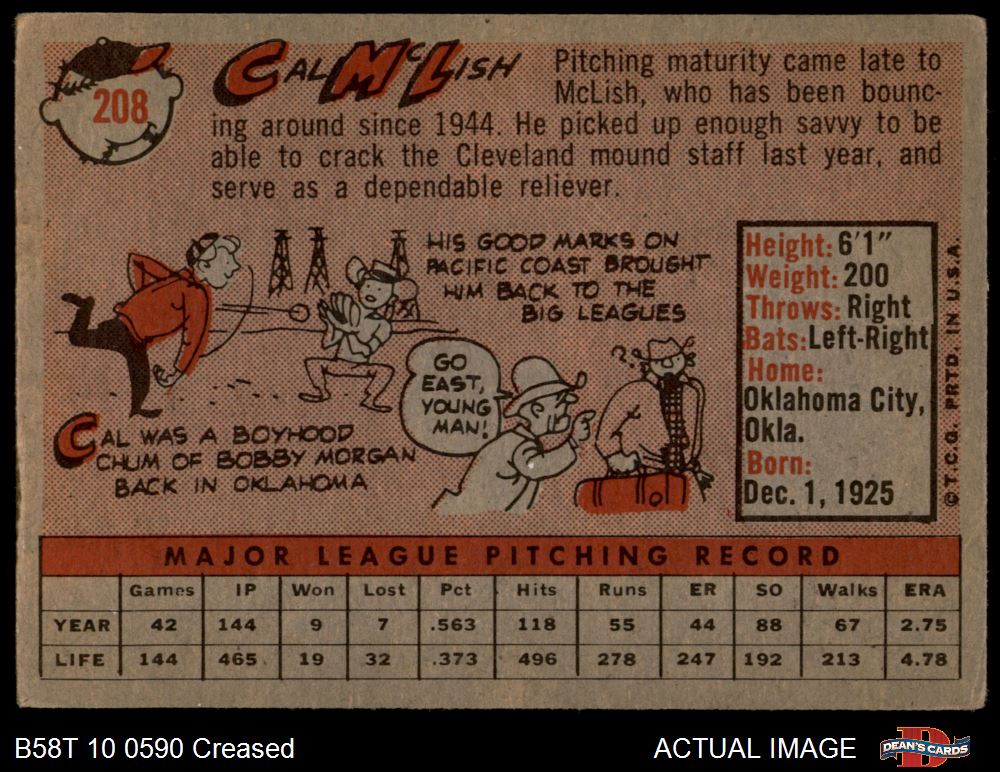 208
CAL McLISH
Pitching maturity came late to
McLish, who has been bounc-
ing around since 1944. He picked up enough savvy to be
able to crack the Cleveland mound staff last year, and
serve as a dependable reliever.
HIS GOOD MARKS ON
PACIFIC COAST BROUGHT
HIM BACK TO THE
BIG LEAGUES
GO
EAST,
YOUNG
MAN!
?
CAL WAS A BOYHOOD
CHUM OF BOBBY MORGAN
BACK IN OKLAHOMA
Height: 6'1"
Weight: 200
Throws: Right
Bats: Left-Right
Home:
Oklahoma City,
Okla.
Born:
Dec. 1, 1925
© T.C.G. PRTD. IN U.S.A.
MAJOR LEAGUE PITCHING RECORD
Games IP Won Lost Pct Hits Runs ER SO Walks ERA
YEAR 42 144 9 7 .563 118 55 44 88 67 2.75
LIFE 144 465 19 32 .373 496 278 247 192 213 4.78
B58T 10 0590 Creased
ACTUAL IMAGE
DEAN'S CARDS